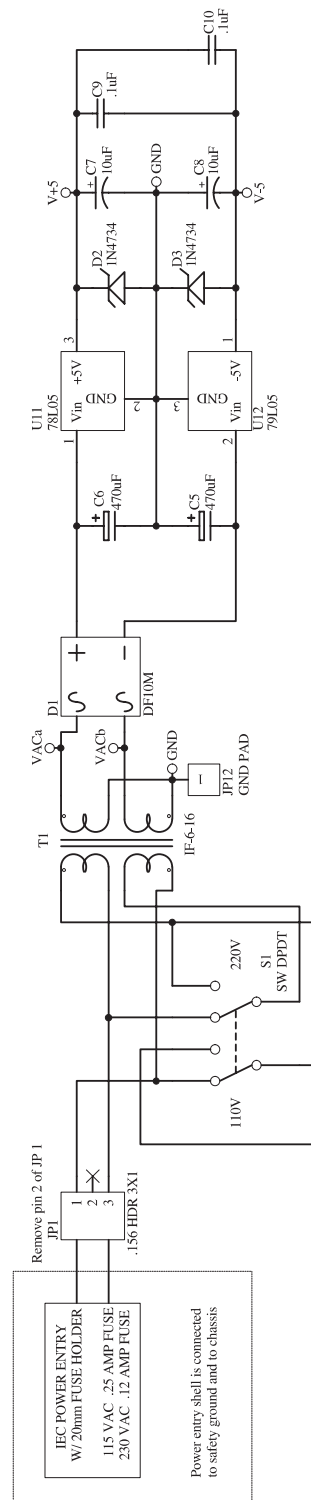 IEC POWER ENTRY
W/ 20mm FUSE HOLDER
115 VAC .25 AMP FUSE
230 VAC .12 AMP FUSE
Power entry shell is connected
to safety ground and to chassis
Remove pin 2 of JP 1
JP1
1
2
3
.156 HDR 3X1
110V
220V
S1
SW DPDT
T1
IF-6-16
VACa
VACb
GND
1
JP12
GND PAD
D1
+
-
DF10M
+
C6
470uF
+
C5
470uF
U11
78L05
1
Vin
+5V
3
GND
2
3
GND
2
Vin
-5V
1
U12
79L05
D2
1N4734
D3
1N4734
V+5
+
C7
10uF
GND
+
C8
10uF
V-5
C9
.1uF
C10
.1uF